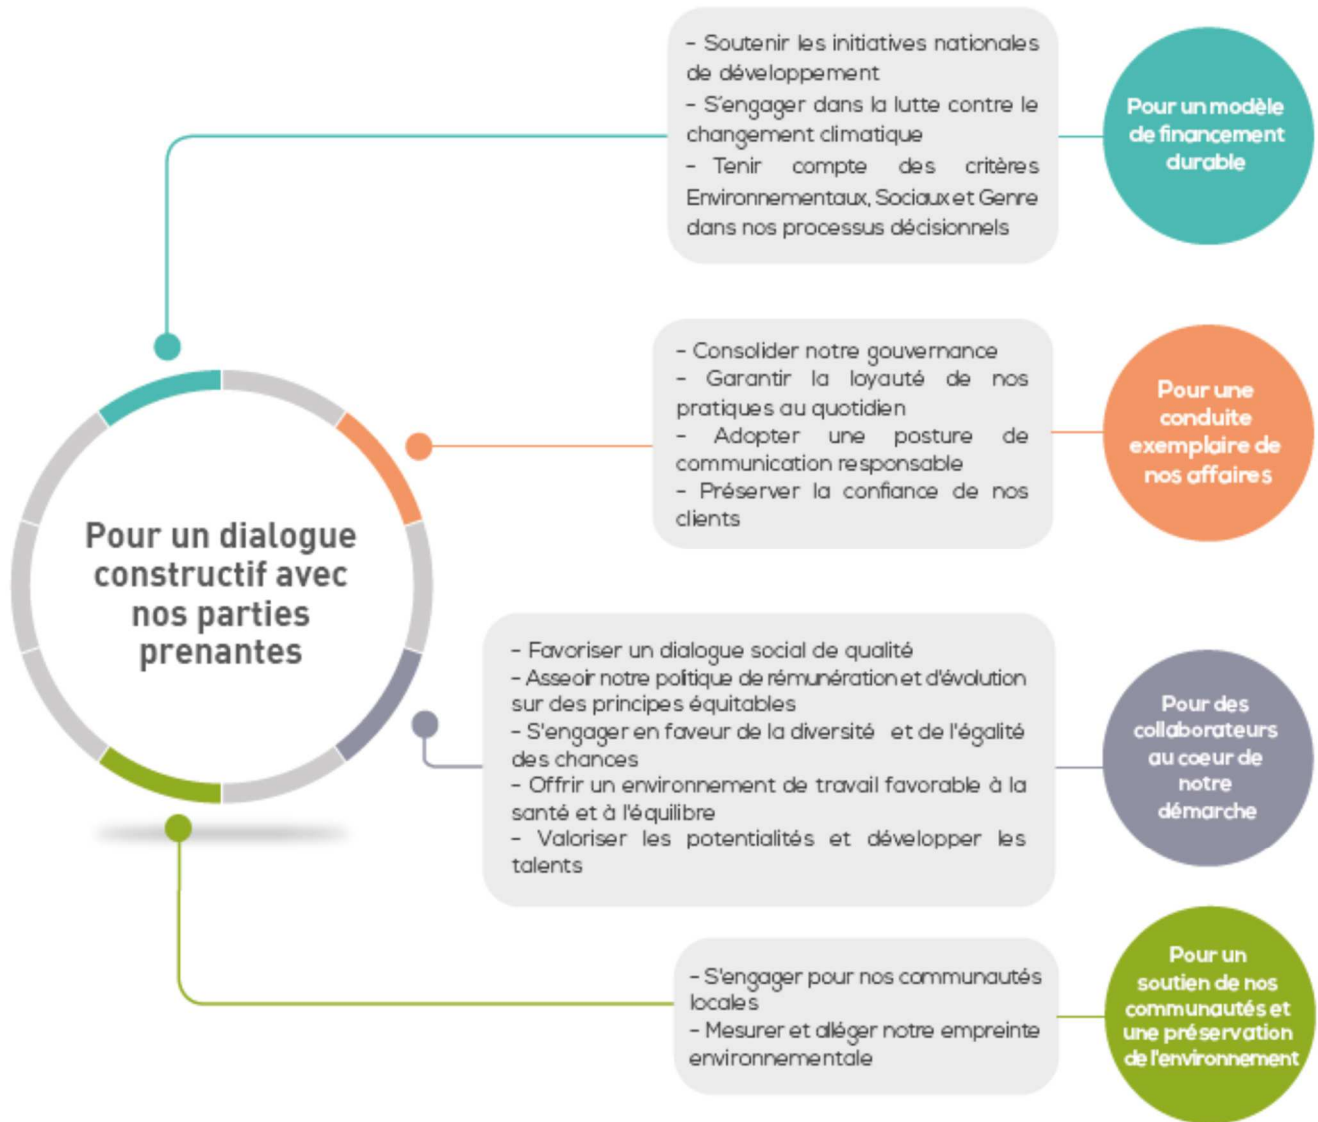 - Soutenir les initiatives nationales
de développement
- S'engager dans la lutte contre le
changement climatique
- Tenir compte des critères
Environnementaux, Sociaux et Genre
dans nos processus décisionnels
Pour un modèle
de financement
durable
- Consolider notre gouvernance
- Garantir la loyauté de nos
pratiques au quotidien
- Adopter une posture de
communication responsable
- Préserver la confiance de nos
clients
Pour une
conduite
exemplaire de
nos affaires
Pour un dialogue
constructif avec
nos parties
prenantes
- Favoriser un dialogue social de qualité
- Asseoir notre politique de rémunération et d'évolution
sur des principes équitables
- S'engager en faveur de la diversité et de l'égalité
des chances
- Offrir un environnement de travail favorable à la
santé et à l'équilibre
- Valoriser les potentialités et développer les
talents
Pour des
collaborateurs
au coeur de
notre
démarche
- S'engager pour nos communautés
locales
- Mesurer et alléger notre empreinte
environnementale
Pour un
soutien de nos
communautés et
une préservation
de l'environnement